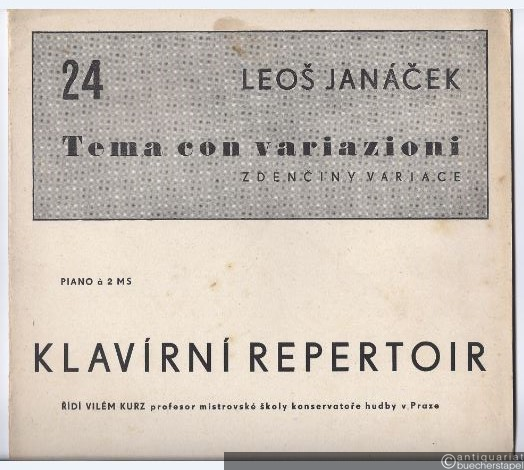 24 LEOŠ JANÁČEK
Tema con variazioni
ZDENČINY VARIACE
PIANO à 2 MS
KLAVÍRNÍ REPERTOIR
ŘÍDÍ VILÉM KURZ profesor mistrovské školy konservatoře hudby v Praze
antiquariat
buecherstapel